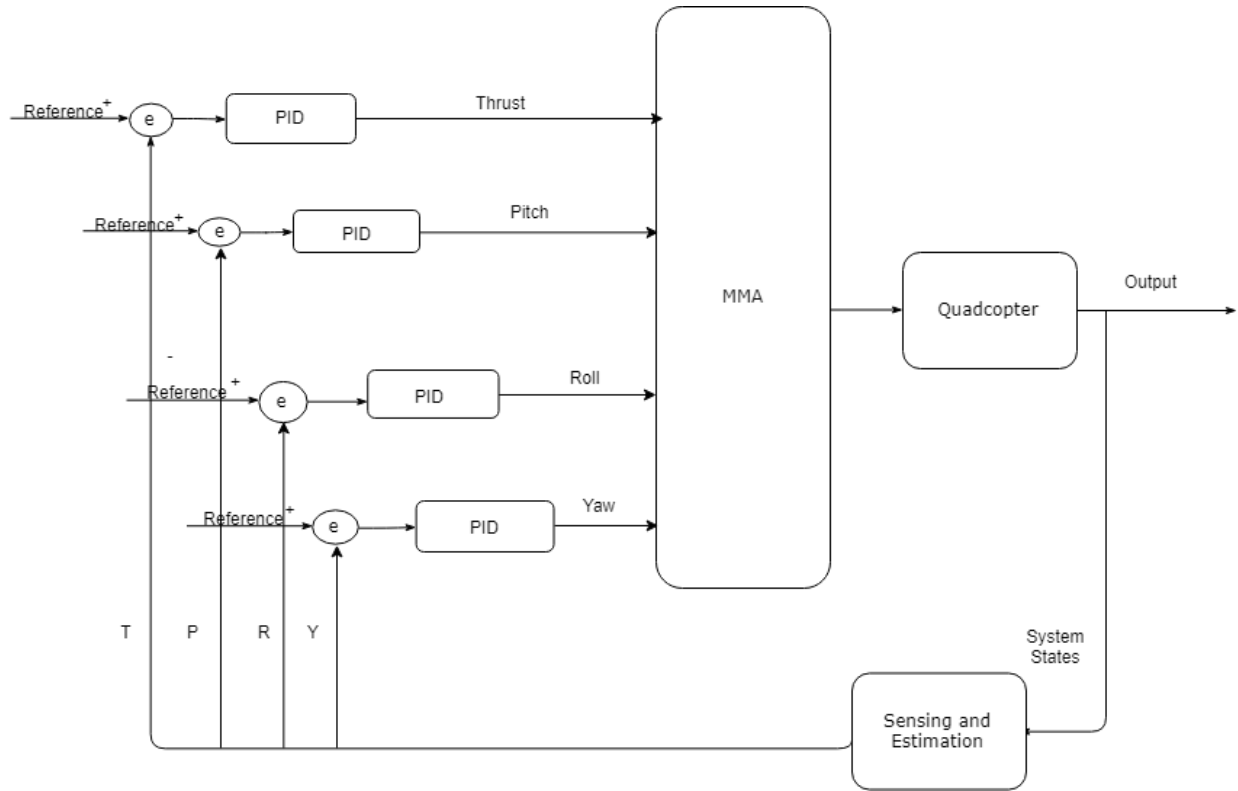 Reference
+
e
PID
Thrust
Reference
+
e
PID
Pitch
MMA
Quadcopter
Output
-
Reference
+
e
PID
Roll
Reference
+
e
PID
Yaw
T
P
R
Y
System
States
Sensing and
Estimation